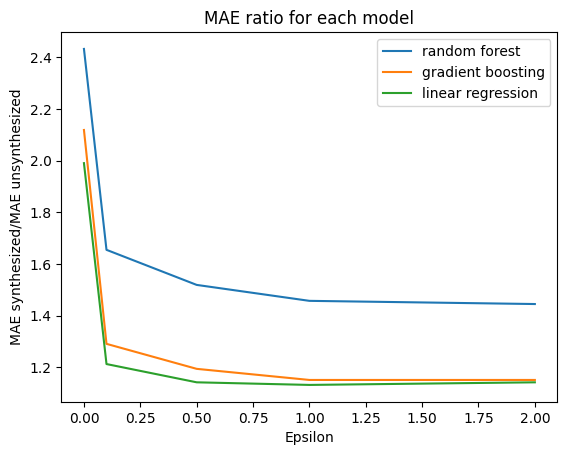 MAE ratio for each model
random forest
gradient boosting
linear regression
MAE synthesized/MAE unsynthesized
2.4
2.2
2.0
1.8
1.6
1.4
1.2
0.00 0.25 0.50 0.75 1.00 1.25 1.50 1.75 2.00
Epsilon